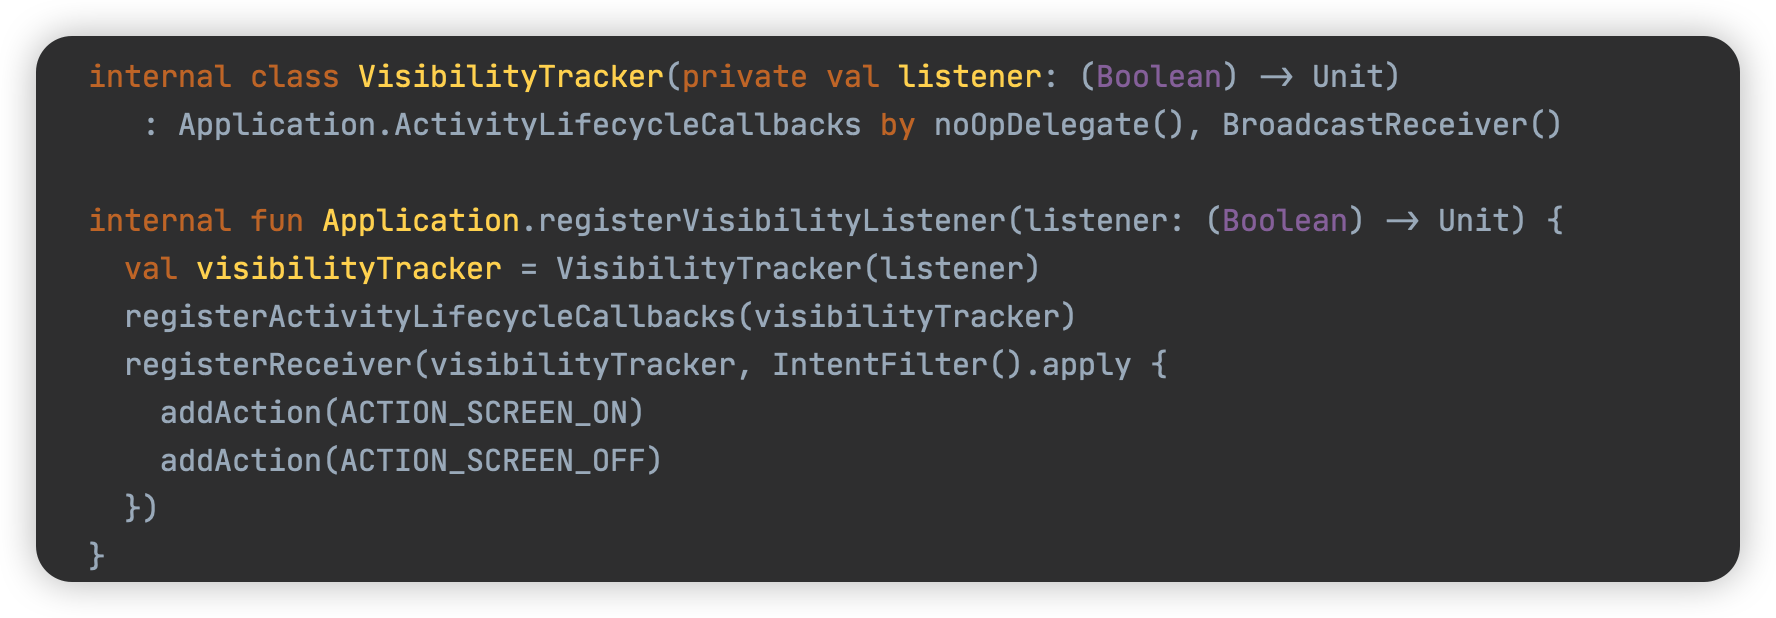 internal class VisibilityTracker(private val listener: (Boolean) -> Unit)
   : Application.ActivityLifecycleCallbacks by noOpDelegate(), BroadcastReceiver()

internal fun Application.registerVisibilityListener(listener: (Boolean) -> Unit) {
  val visibilityTracker = VisibilityTracker(listener)
  registerActivityLifecycleCallbacks(visibilityTracker)
  registerReceiver(visibilityTracker, IntentFilter().apply {
    addAction(ACTION_SCREEN_ON)
    addAction(ACTION_SCREEN_OFF)
  })
}